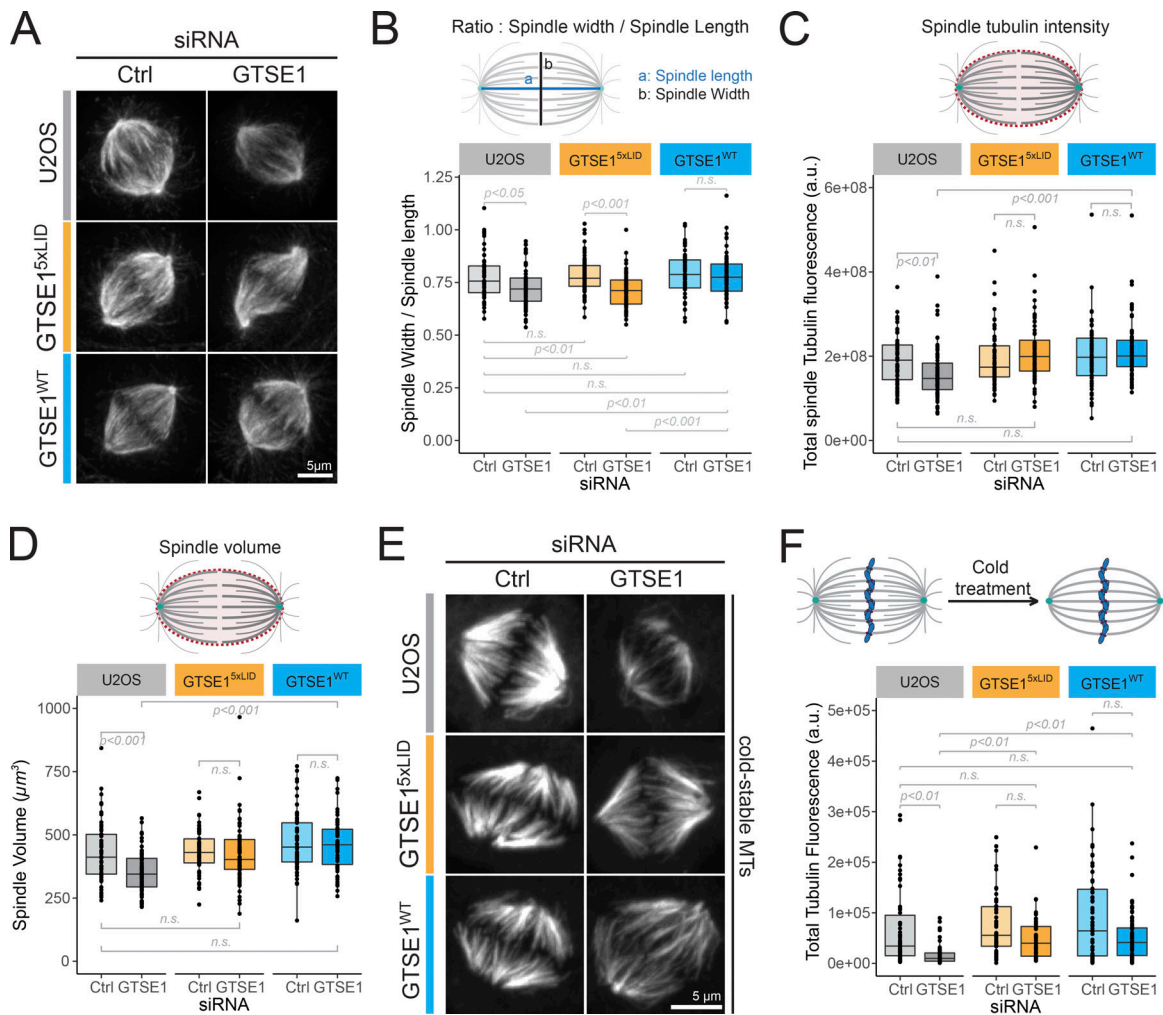 A
siRNA
Ctrl
GTSE1
U2OS
GTSE1^5xLID
GTSE1^WT
5μm
B
Ratio : Spindle width / Spindle Length
b
a
a: Spindle length
b: Spindle Width
U2OS
GTSE1^5xLID
GTSE1^WT
Spindle Width / Spindle length
1.25
1.00
0.75
0.50
0.25
0.00
n.s.
p<0.05
p<0.001
n.s.
p<0.01
n.s.
n.s.
p<0.01
p<0.001
Ctrl GTSE1 Ctrl GTSE1 Ctrl GTSE1
siRNA
C
Spindle tubulin intensity
U2OS
GTSE1^5xLID
GTSE1^WT
Total spindle Tubulin fluorescence (a.u.)
6e+08
4e+08
2e+08
0e+00
p<0.001
n.s.
n.s.
p<0.01
n.s.
n.s.
Ctrl GTSE1 Ctrl GTSE1 Ctrl GTSE1
siRNA
D
Spindle volume
U2OS
GTSE1^5xLID
GTSE1^WT
Spindle Volume (μm³)
1000
750
500
250
0
p<0.001
p<0.001
n.s.
n.s.
n.s.
n.s.
Ctrl GTSE1 Ctrl GTSE1 Ctrl GTSE1
siRNA
E
siRNA
Ctrl
GTSE1
U2OS
GTSE1^5xLID
GTSE1^WT
cold-stable MTs
5 μm
F
Cold
treatment
U2OS
GTSE1^5xLID
GTSE1^WT
Total Tubulin Fluorescence (a.u.)
5e+05
4e+05
3e+05
2e+05
1e+05
0e+00
n.s.
p<0.01
p<0.01
n.s.
n.s.
p<0.01
n.s.
Ctrl GTSE1 Ctrl GTSE1 Ctrl GTSE1
siRNA